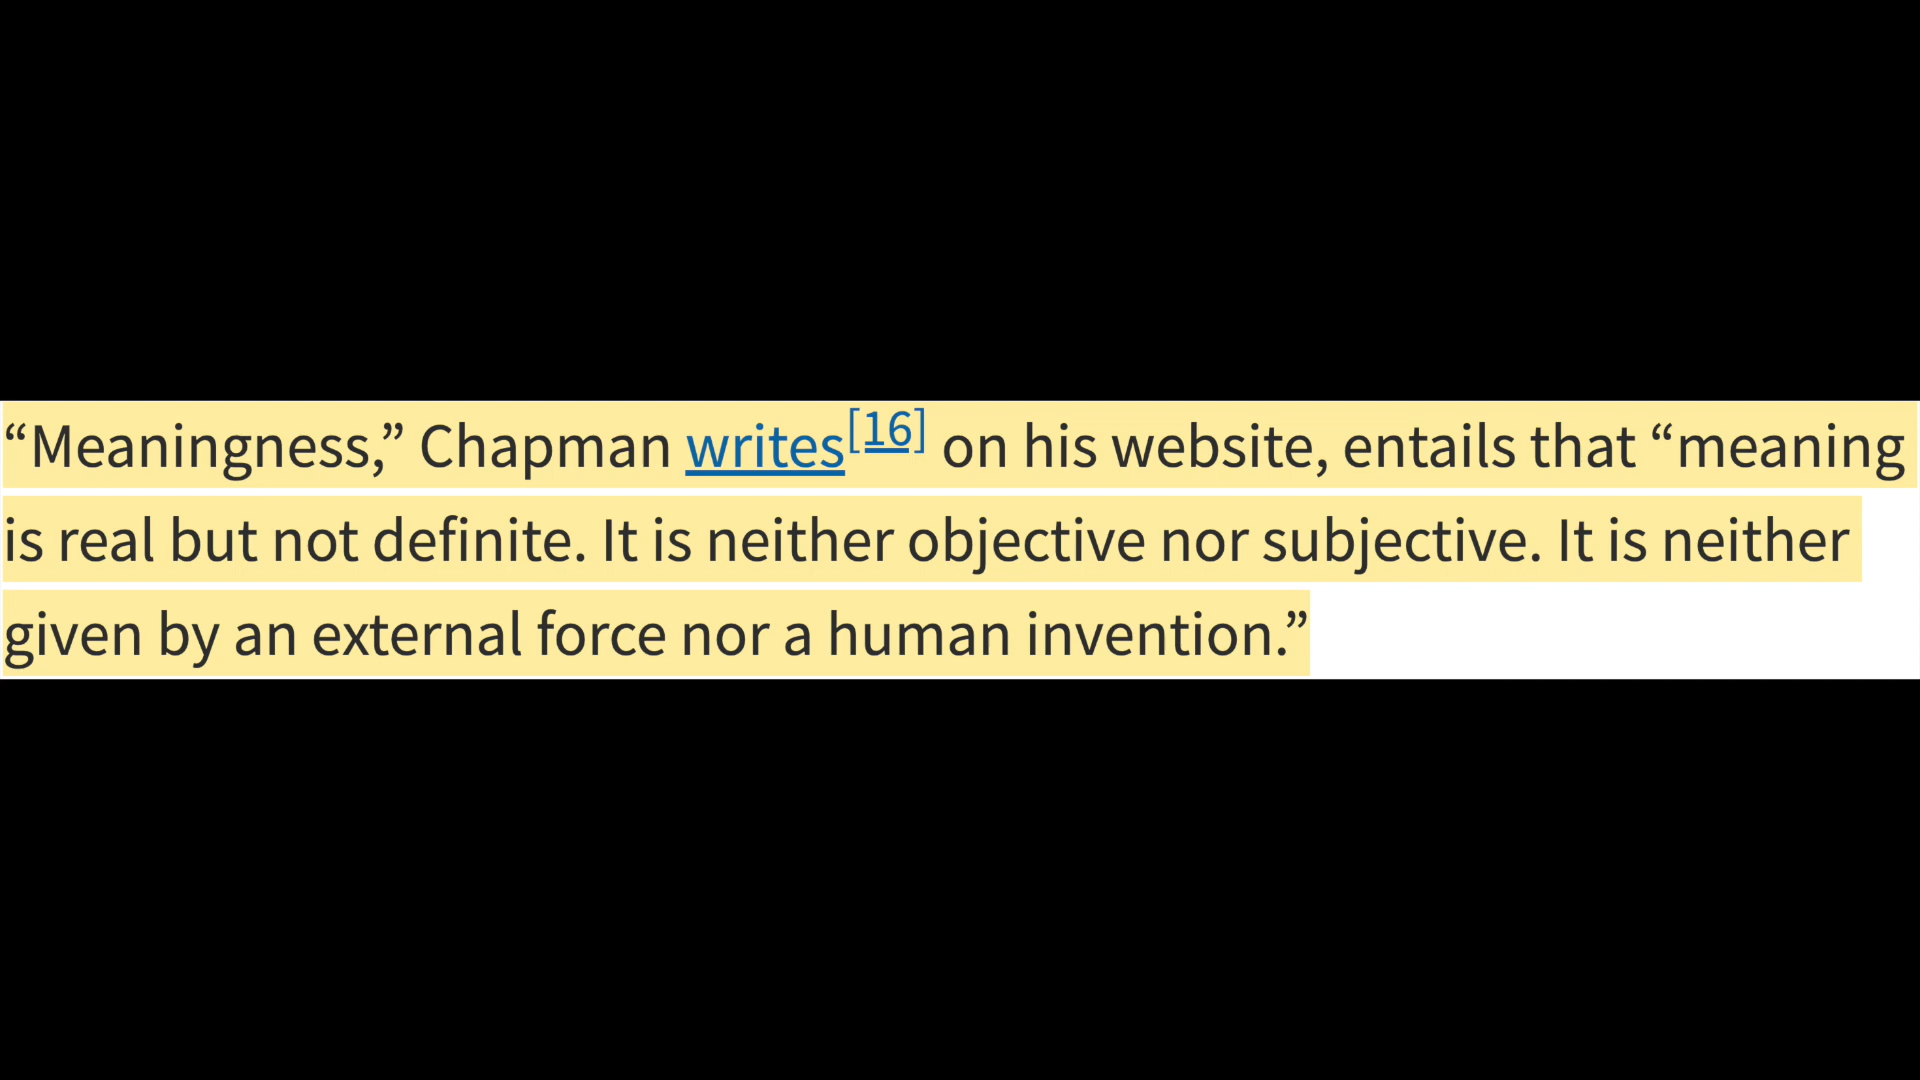 “Meaningness,” Chapman writes[16] on his website, entails that “meaning
is real but not definite. It is neither objective nor subjective. It is neither
given by an external force nor a human invention.”